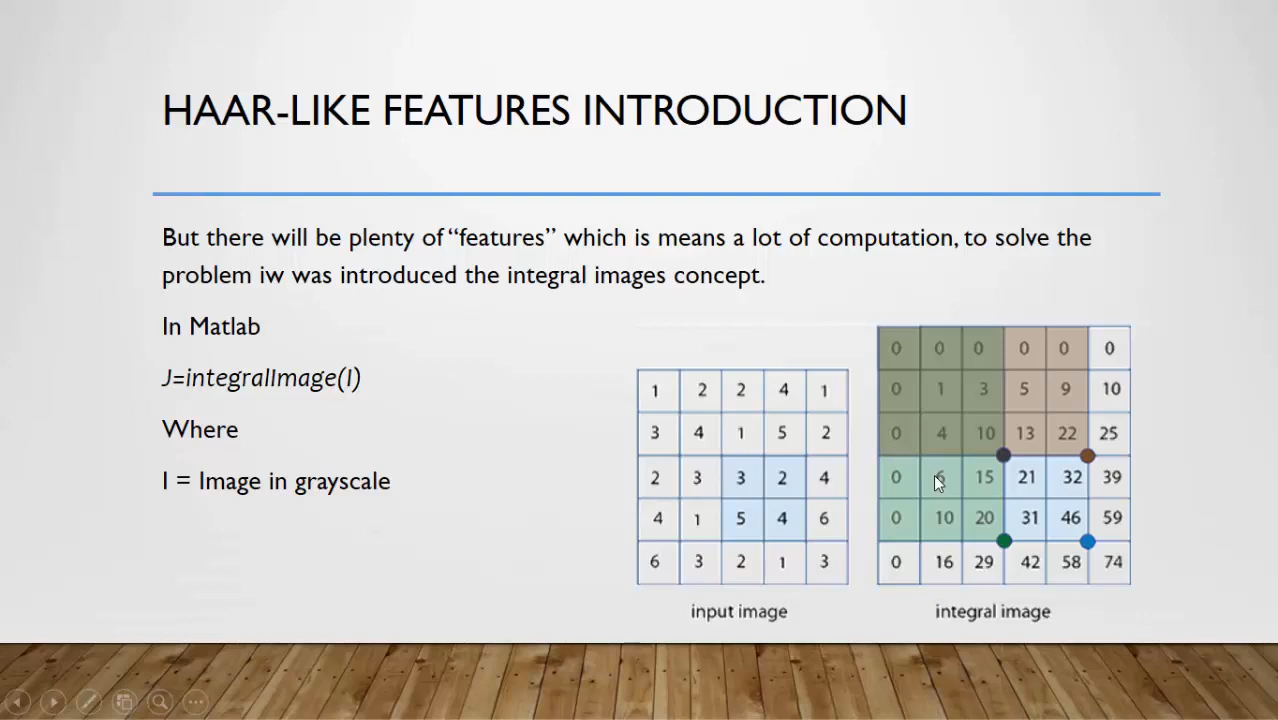 HAAR-LIKE FEATURES INTRODUCTION
But there will be plenty of “features” which is means a lot of computation, to solve the
problem iw was introduced the integral images concept.
In Matlab
J=integralImage(I)
Where
I = Image in grayscale
1 2 2 4 1
3 4 1 5 2
2 3 3 2 4
4 1 5 4 6
6 3 2 1 3
input image
0 0 0 0 0 0
0 1 3 5 9 10
0 4 10 13 22 25
0 6 15 21 32 39
0 10 20 31 46 59
0 16 29 42 58 74
integral image